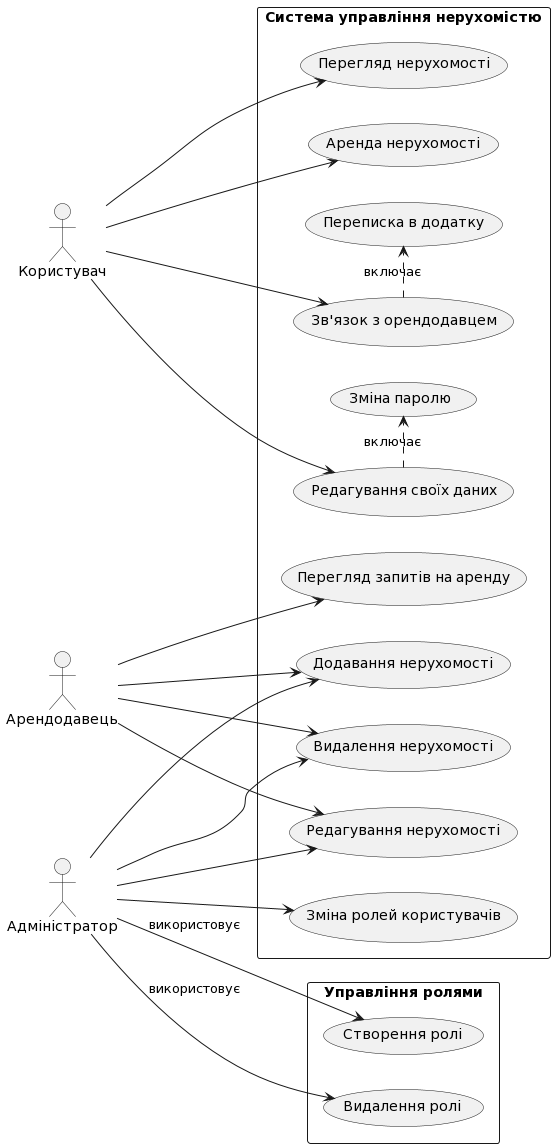 Система управління нерухомістю
Перегляд нерухомості
Аренда нерухомості
Переписка в додатку
включає
Користувач
Зв'язок з орендодавцем
Зміна паролю
включає
Редагування своїх даних
Перегляд запитів на аренду
Додавання нерухомості
Арендодавець
Видалення нерухомості
Редагування нерухомості
Зміна ролей користувачів
Адміністратор
використовує
використовує
Управління ролями
Створення ролі
Видалення ролі